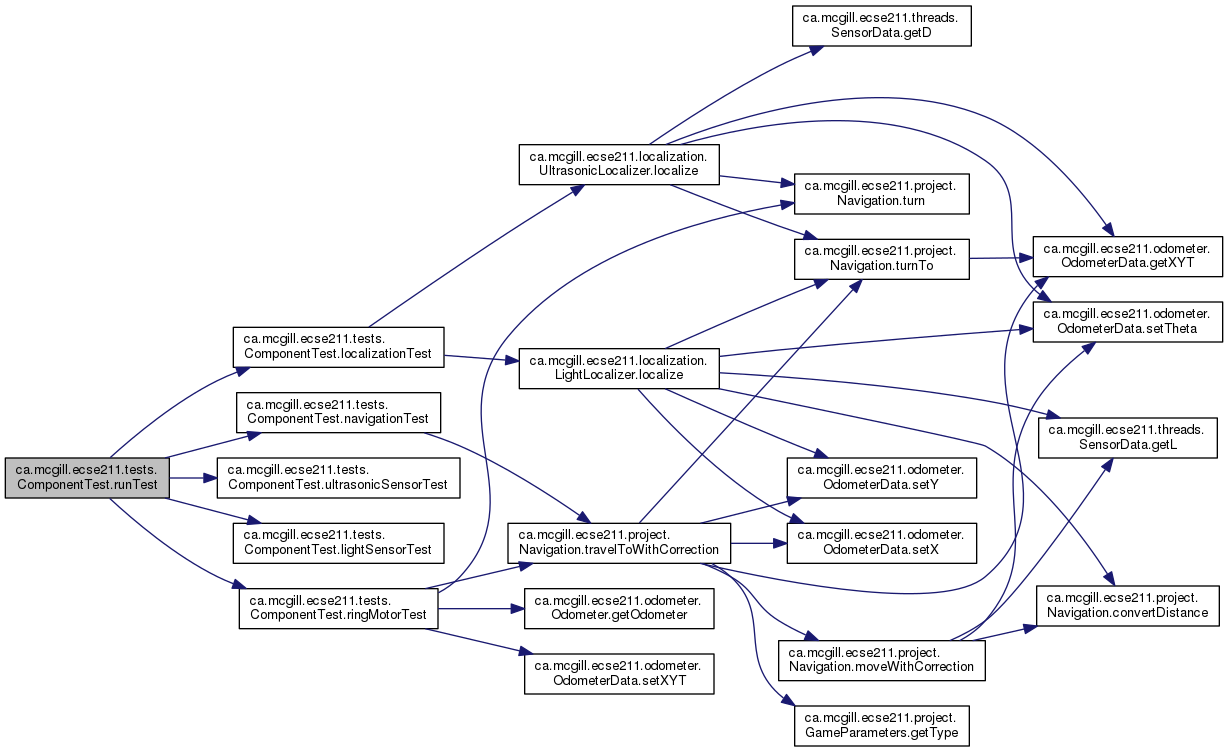 ca.mcgill.ecse211.threads.
SensorData.getD
ca.mcgill.ecse211.localization.
UltrasonicLocalizer.localize
ca.mcgill.ecse211.project.
Navigation.turn
ca.mcgill.ecse211.project.
Navigation.turnTo
ca.mcgill.ecse211.odometer.
OdometerData.getXYT
ca.mcgill.ecse211.odometer.
OdometerData.setTheta
ca.mcgill.ecse211.tests.
ComponentTest.localizationTest
ca.mcgill.ecse211.localization.
LightLocalizer.localize
ca.mcgill.ecse211.tests.
ComponentTest.navigationTest
ca.mcgill.ecse211.threads.
SensorData.getL
ca.mcgill.ecse211.tests.
ComponentTest.runTest
ca.mcgill.ecse211.tests.
ComponentTest.ultrasonicSensorTest
ca.mcgill.ecse211.odometer.
OdometerData.setY
ca.mcgill.ecse211.tests.
ComponentTest.lightSensorTest
ca.mcgill.ecse211.project.
Navigation.travelToWithCorrection
ca.mcgill.ecse211.odometer.
OdometerData.setX
ca.mcgill.ecse211.tests.
ComponentTest.ringMotorTest
ca.mcgill.ecse211.odometer.
Odometer.getOdometer
ca.mcgill.ecse211.project.
Navigation.convertDistance
ca.mcgill.ecse211.odometer.
OdometerData.setXYT
ca.mcgill.ecse211.project.
Navigation.moveWithCorrection
ca.mcgill.ecse211.project.
GameParameters.getType